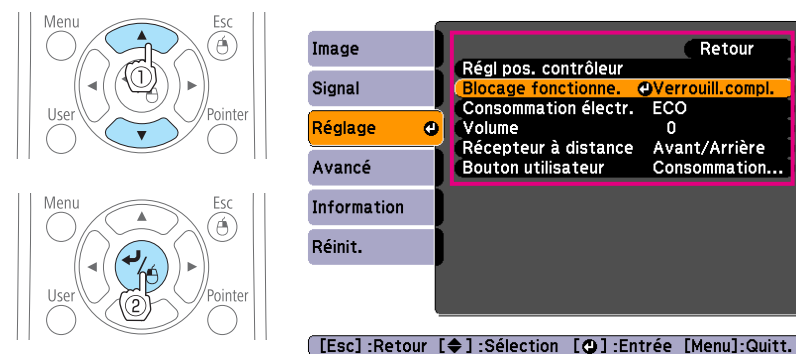 Menu
Esc
①
User
Pointer
Menu
Esc
②
User
Pointer
Image
Signal
Réglage
Avancé
Information
Réinit.
Retour
Régl pos. contrôleur
Blocage fonctionne. Verrouill.compl.
Consommation électr. ECO
Volume 0
Récepteur à distance Avant/Arrière
Bouton utilisateur Consommation...
[Esc] :Retour [◆] :Sélection [⏎] :Entrée [Menu]:Quitt.